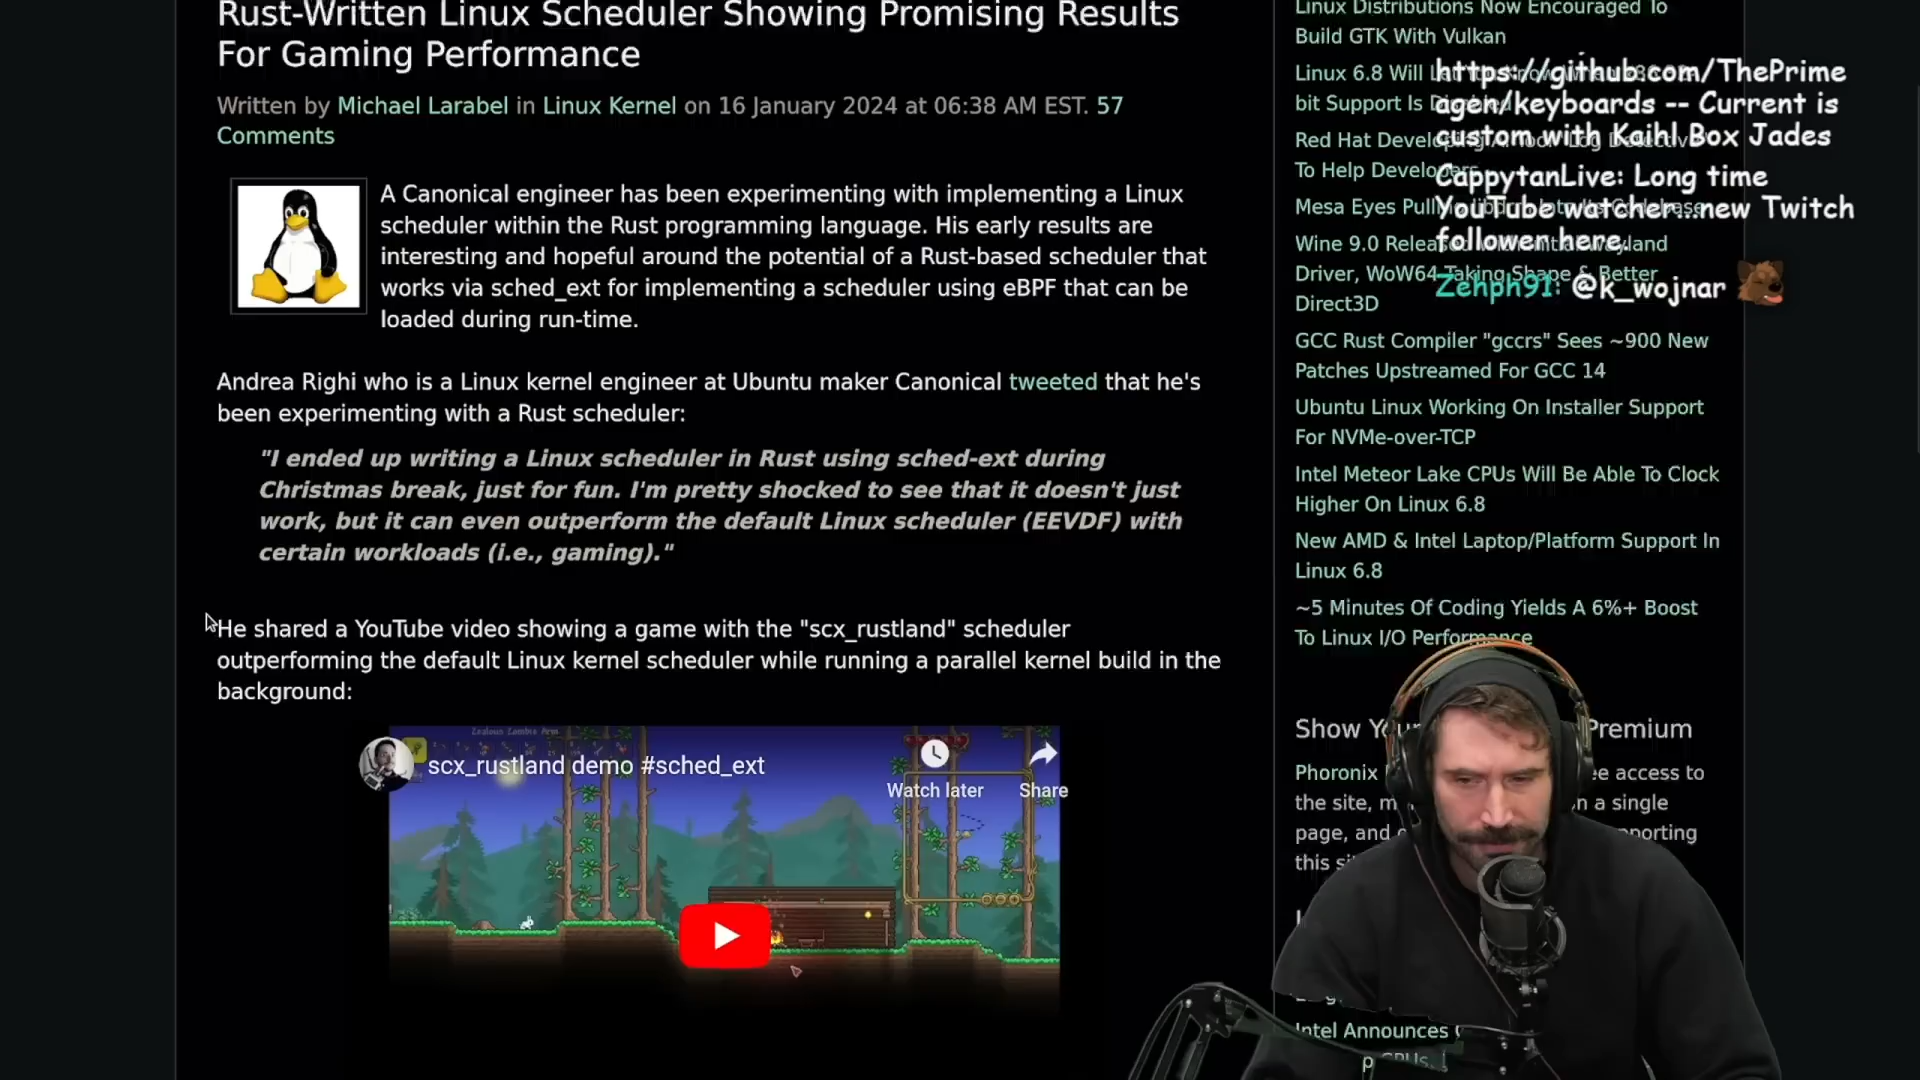 Rust-Written Linux Scheduler Showing Promising Results
For Gaming Performance
Written by Michael Larabel in Linux Kernel on 16 January 2024 at 06:38 AM EST. 57
Comments
A Canonical engineer has been experimenting with implementing a Linux
scheduler within the Rust programming language. His early results are
interesting and hopeful around the potential of a Rust-based scheduler that
works via sched_ext for implementing a scheduler using eBPF that can be
loaded during run-time.
Andrea Righi who is a Linux kernel engineer at Ubuntu maker Canonical tweeted that he's
been experimenting with a Rust scheduler:
"I ended up writing a Linux scheduler in Rust using sched-ext during
Christmas break, just for fun. I'm pretty shocked to see that it doesn't just
work, but it can even outperform the default Linux scheduler (EEVDF) with
certain workloads (i.e., gaming)."
He shared a YouTube video showing a game with the "scx_rustland" scheduler
outperforming the default Linux kernel scheduler while running a parallel kernel build in the
background:
Zealous Zombie Arm
scx_rustland demo #sched_ext
Watch later
Share
Linux Distributions Now Encouraged To
Build GTK With Vulkan
Linux 6.8 Will
bit Support Is
Red Hat Developing
To Help Developers
Mesa Eyes
Wine 9.0 Wayland
Driver, WoW64 Taking Shape & Better
Direct3D
GCC Rust Compiler "gccrs" Sees ~900 New
Patches Upstreamed For GCC 14
Ubuntu Linux Working On Installer Support
For NVMe-over-TCP
Intel Meteor Lake CPUs Will Be Able To Clock
Higher On Linux 6.8
New AMD & Intel Laptop/Platform Support In
Linux 6.8
~5 Minutes Of Coding Yields A 6%+ Boost
To Linux I/O Performance
Show Premium
Phoronix access to
the site, on a single
page, and
this
Intel Announces
CPUs,
https://github.com/ThePrime
agen/keyboards -- Current is
custom with Kaihl Box Jades
CappytanLive: Long time
YouTube watcher...new Twitch
follower here.
Zehph91: @k_wojnar